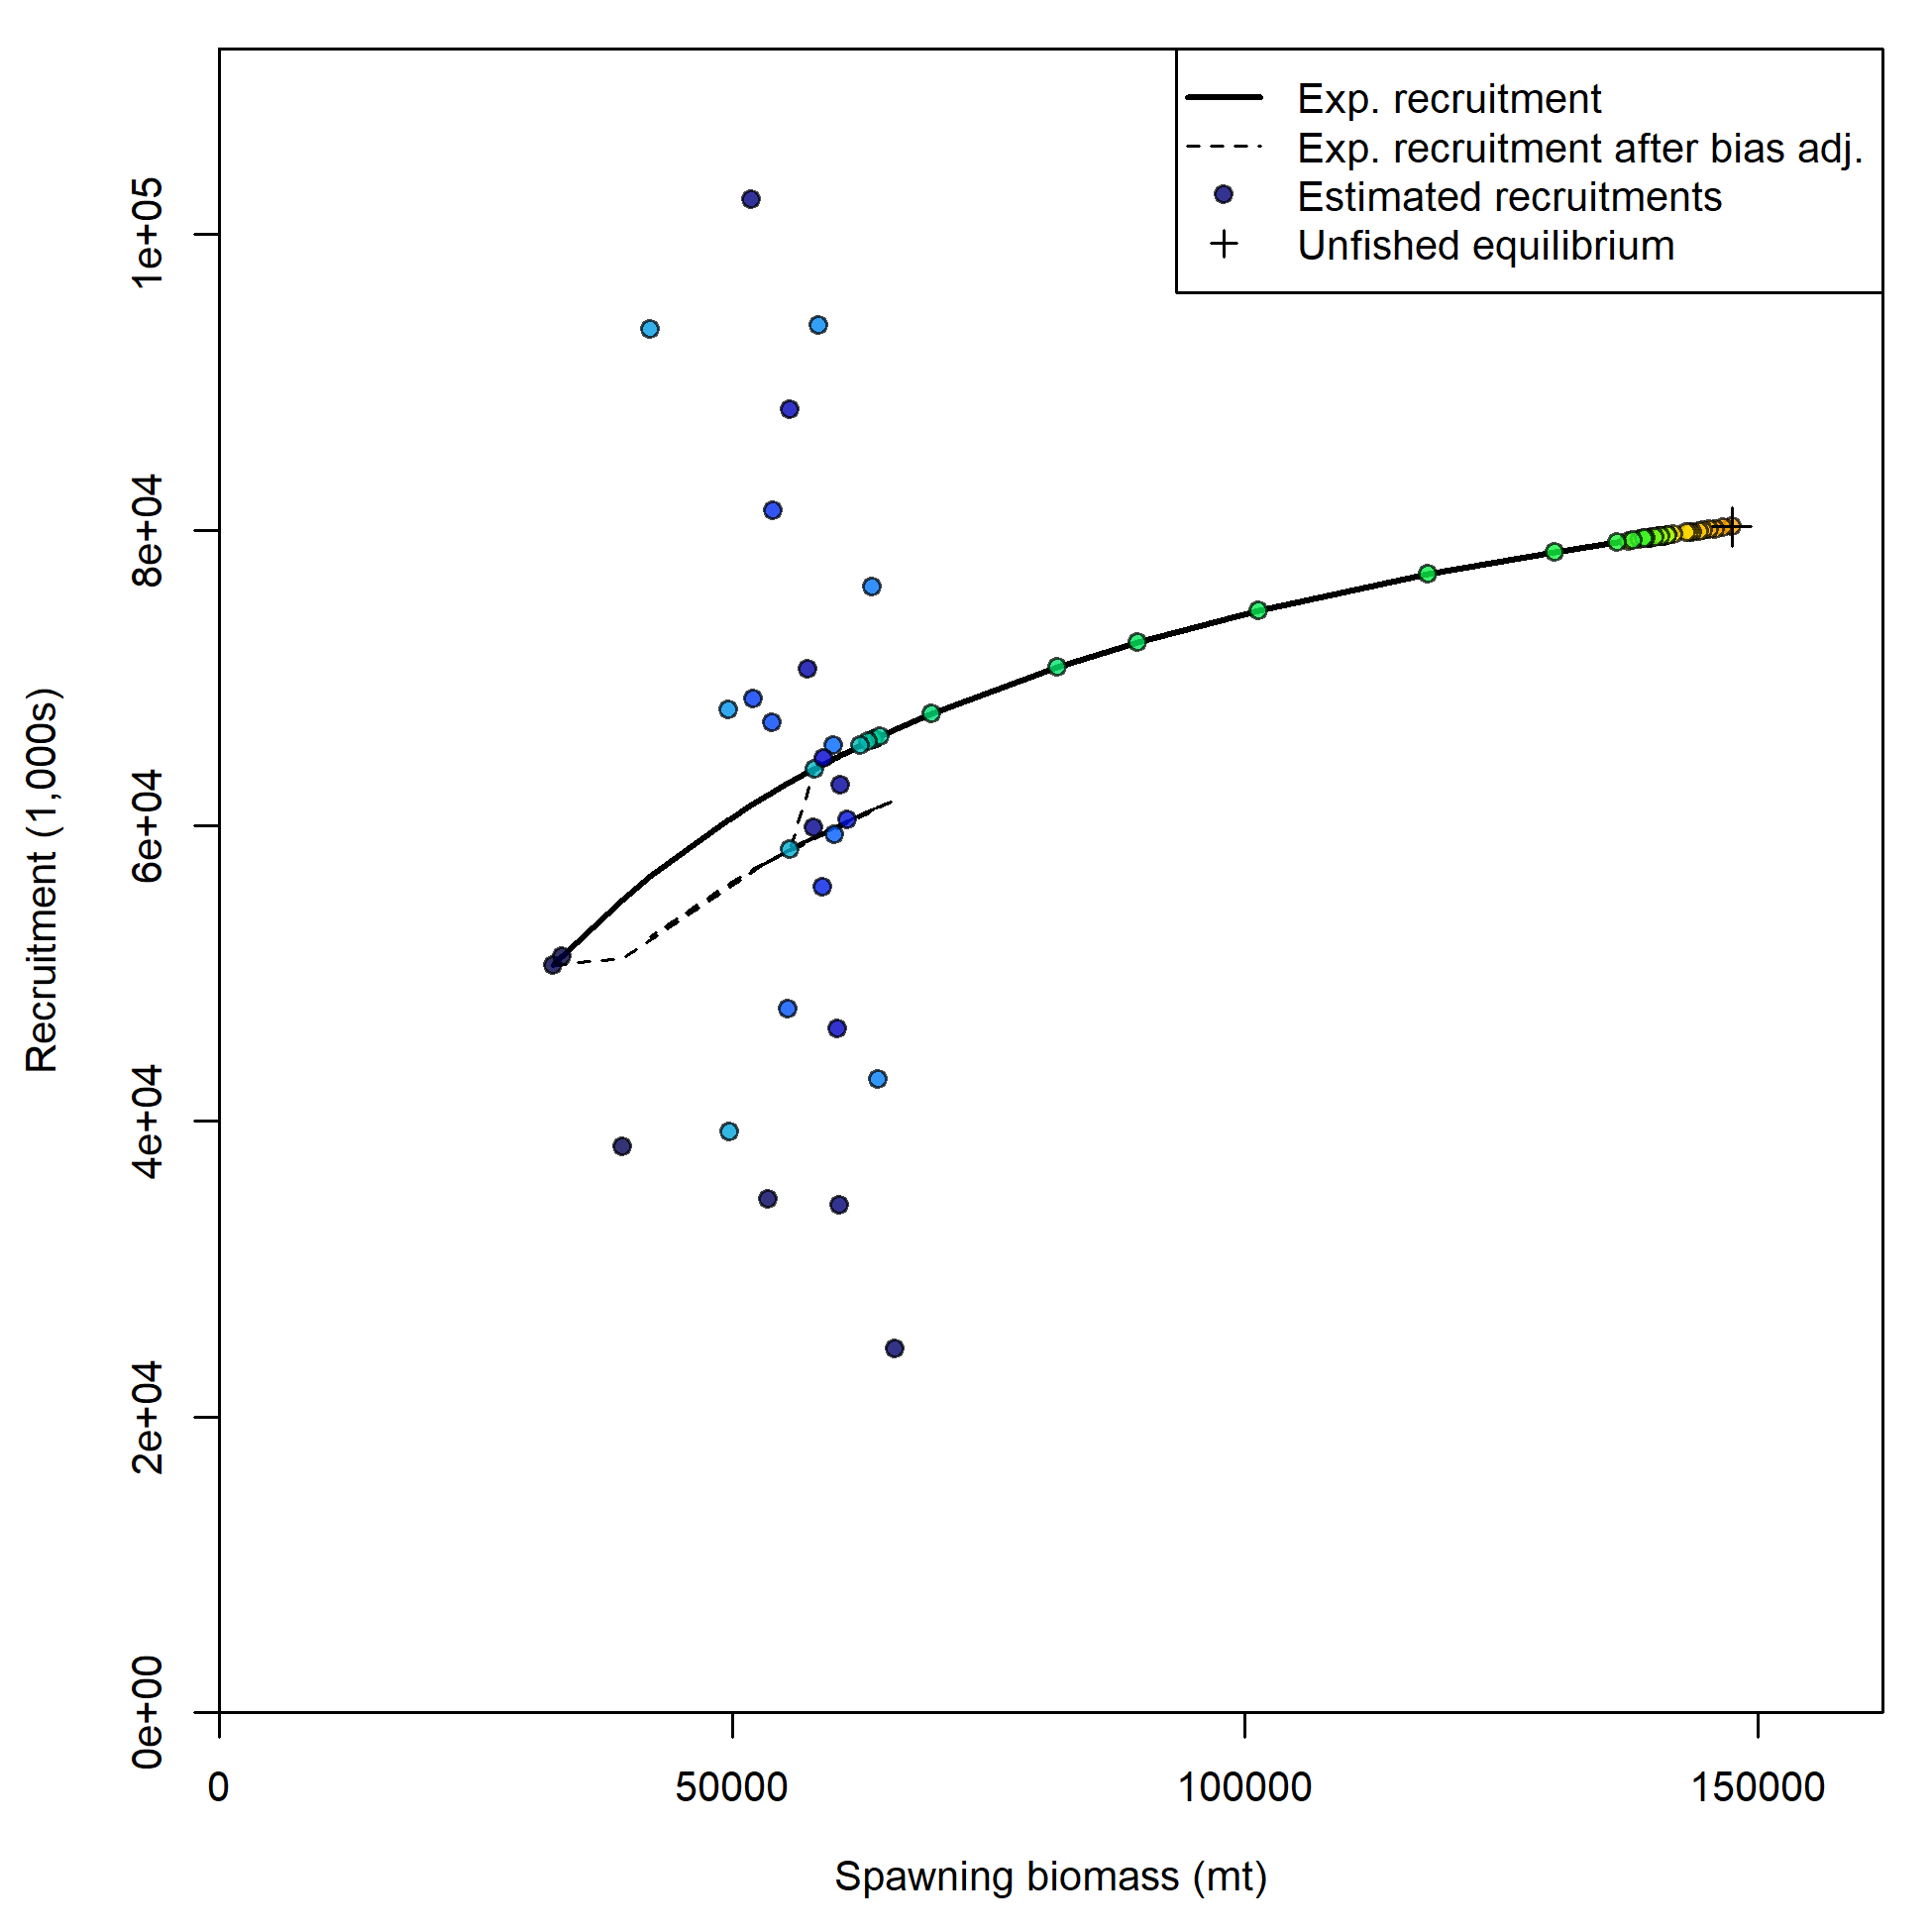 Exp. recruitment
Exp. recruitment after bias adj.
Estimated recruitments
Unfished equilibrium
1e+05
8e+04
6e+04
4e+04
2e+04
0e+00
Recruitment (1,000s)
0 50000 100000 150000
Spawning biomass (mt)